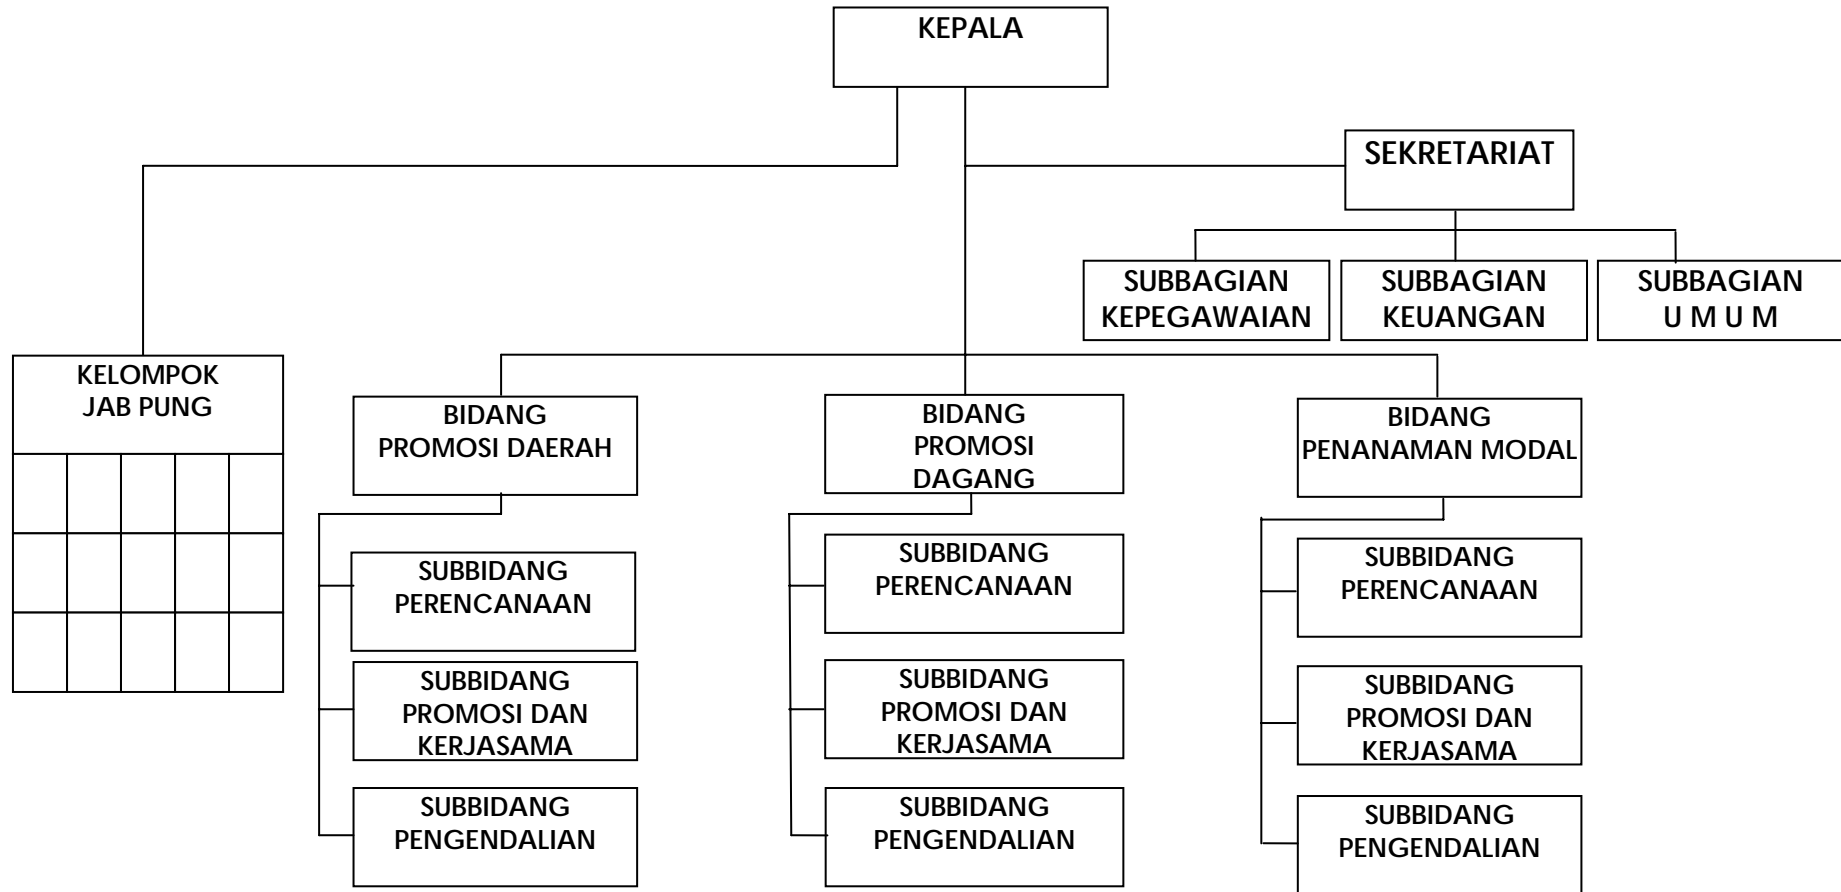 KEPALA
SEKRETARIAT
SUBBAGIAN
KEPEGAWAIAN
SUBBAGIAN
KEUANGAN
SUBBAGIAN
U M U M
KELOMPOK
JAB PUNG
BIDANG
PROMOSI DAERAH
BIDANG
PROMOSI
DAGANG
BIDANG
PENANAMAN MODAL
SUBBIDANG
PERENCANAAN
SUBBIDANG
PROMOSI DAN
KERJASAMA
SUBBIDANG
PENGENDALIAN
SUBBIDANG
PERENCANAAN
SUBBIDANG
PROMOSI DAN
KERJASAMA
SUBBIDANG
PENGENDALIAN
SUBBIDANG
PERENCANAAN
SUBBIDANG
PROMOSI DAN
KERJASAMA
SUBBIDANG
PENGENDALIAN